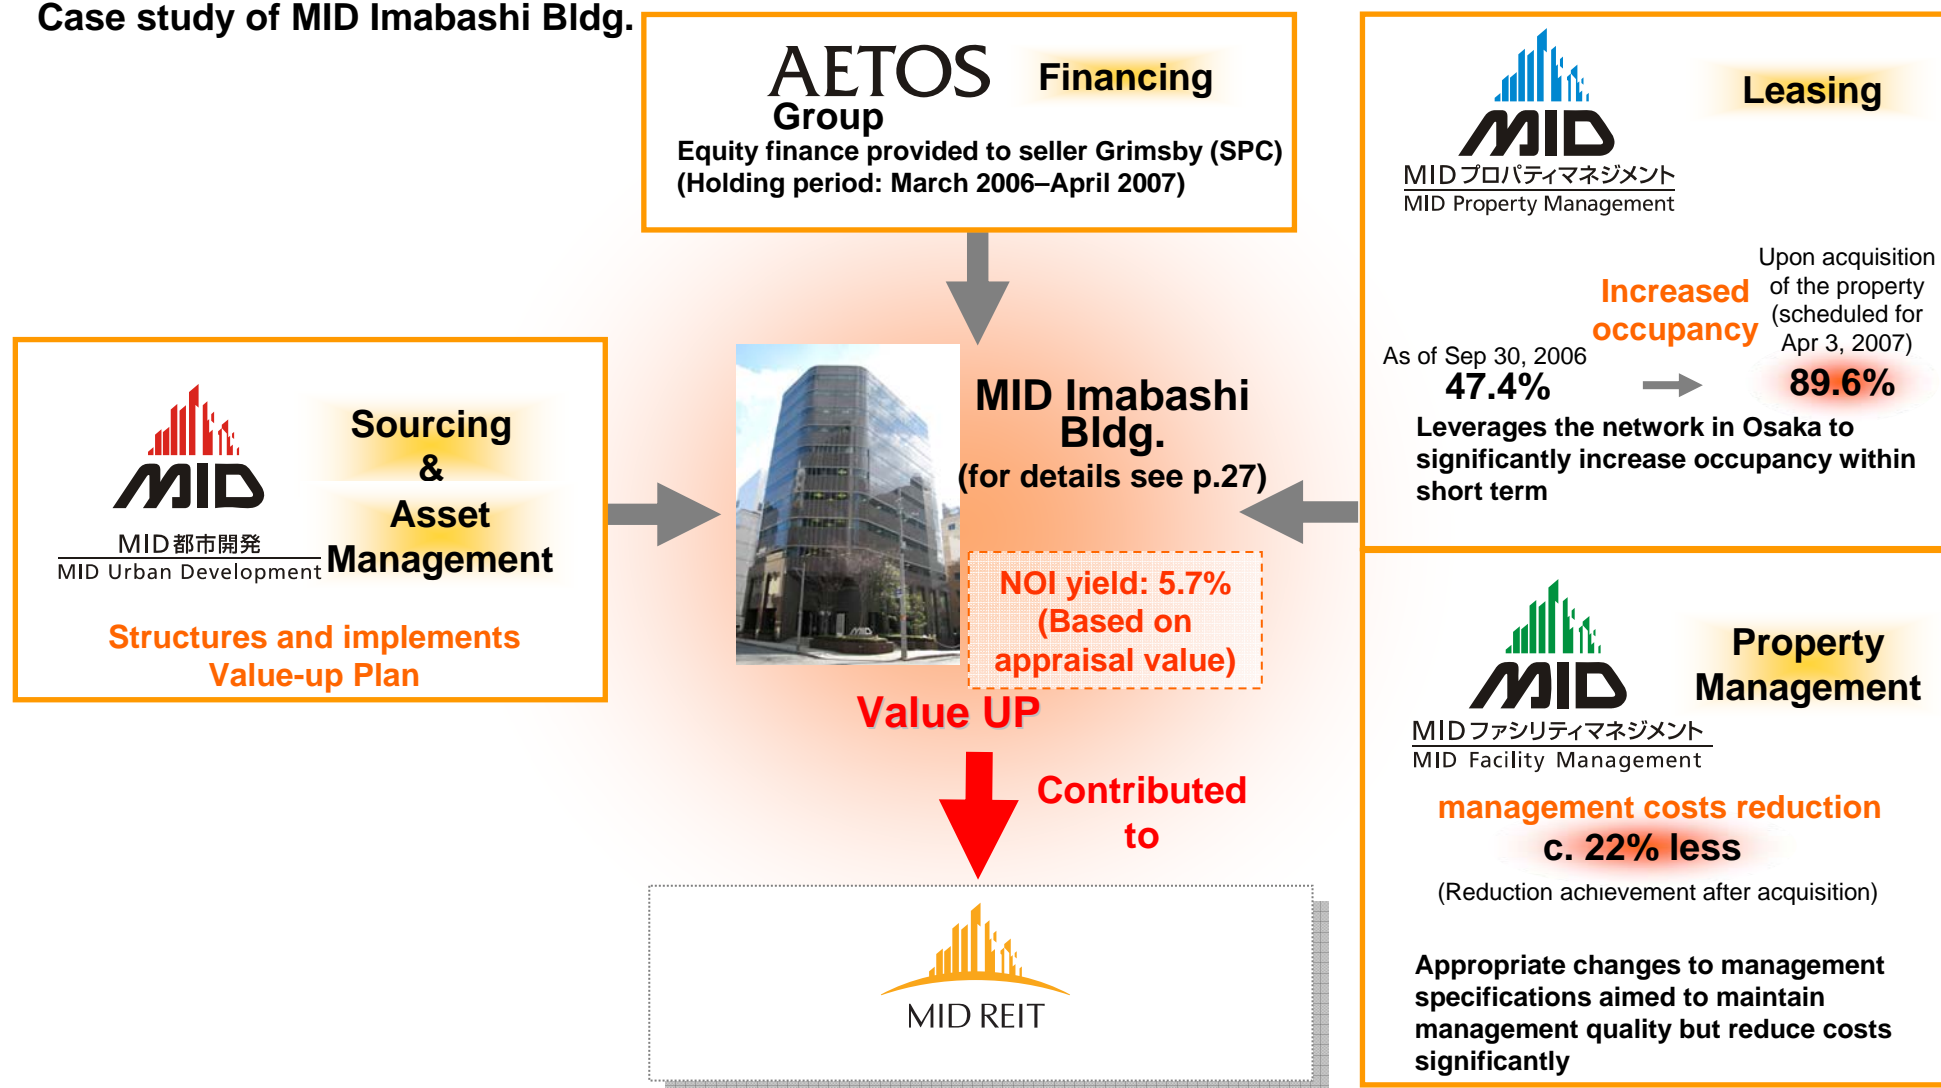 Case study of MID Imabashi Bldg.
AETOS
Group
Financing
Equity finance provided to seller Grimsby (SPC)
(Holding period: March 2006–April 2007)
MID
MIDプロパティマネジメント
MID Property Management
Leasing
Increased
occupancy
Upon acquisition
of the property
(scheduled for
Apr 3, 2007)
As of Sep 30, 2006
47.4%
89.6%
Leverages the network in Osaka to
significantly increase occupancy within
short term
MID
MID都市開発
MID Urban Development
Sourcing
&
Asset
Management
Structures and implements
Value-up Plan
MID Imabashi
Bldg.
(for details see p.27)
MID
NOI yield: 5.7%
(Based on
appraisal value)
Value UP
Contributed
to
MID REIT
MID
MIDファシリティマネジメント
MID Facility Management
Property
Management
management costs reduction
c. 22% less
(Reduction achievement after acquisition)
Appropriate changes to management
specifications aimed to maintain
management quality but reduce costs
significantly